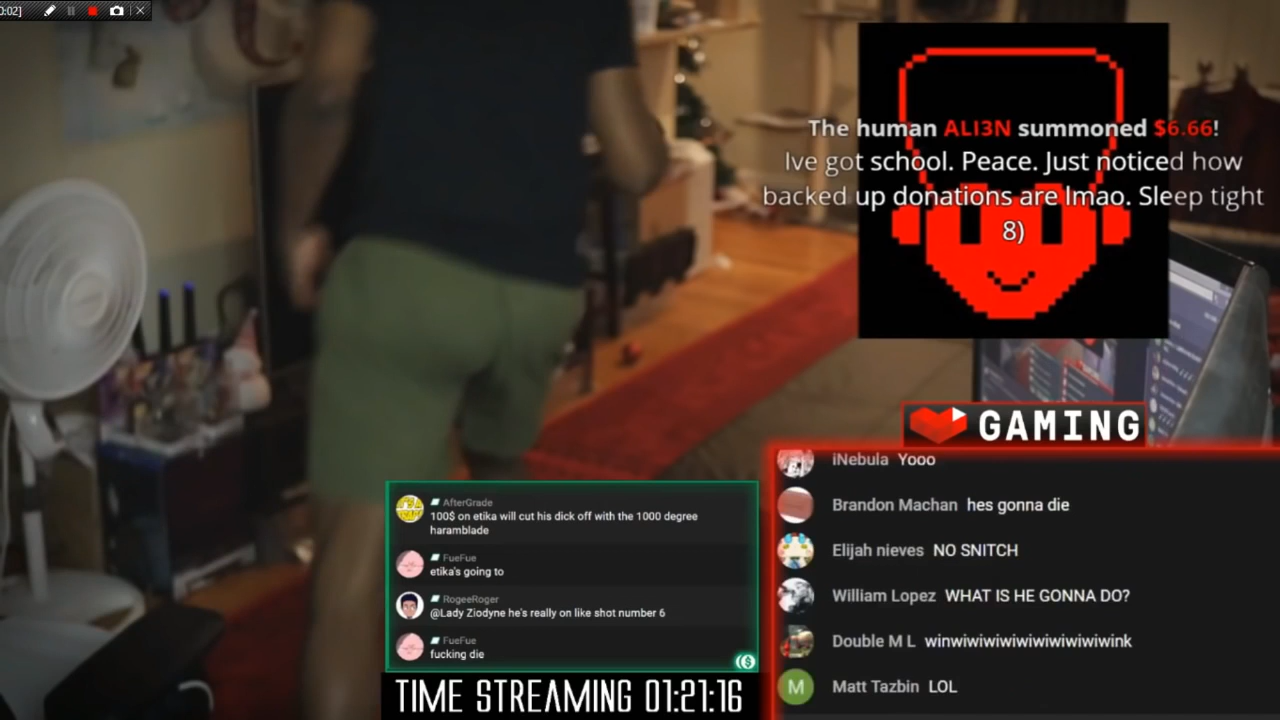 0:02]
The human ALI3N summoned $6.66!
Ive got school. Peace. Just noticed how
backed up donations are lmao. Sleep tight
8)
GAMING
iNebula Yooo
Brandon Machan hes gonna die
Elijah nieves NO SNITCH
William Lopez WHAT IS HE GONNA DO?
Double M L winwiwiwiwiwiwiwiwiwink
M Matt Tazbin LOL
AfterGrade
100$ on etika will cut his dick off with the 1000 degree
haramblade
FueFue
etika's going to
RogeeRoger
@Lady Ziodyne he's really on like shot number 6
FueFue
fucking die
TIME STREAMING 01:21:16